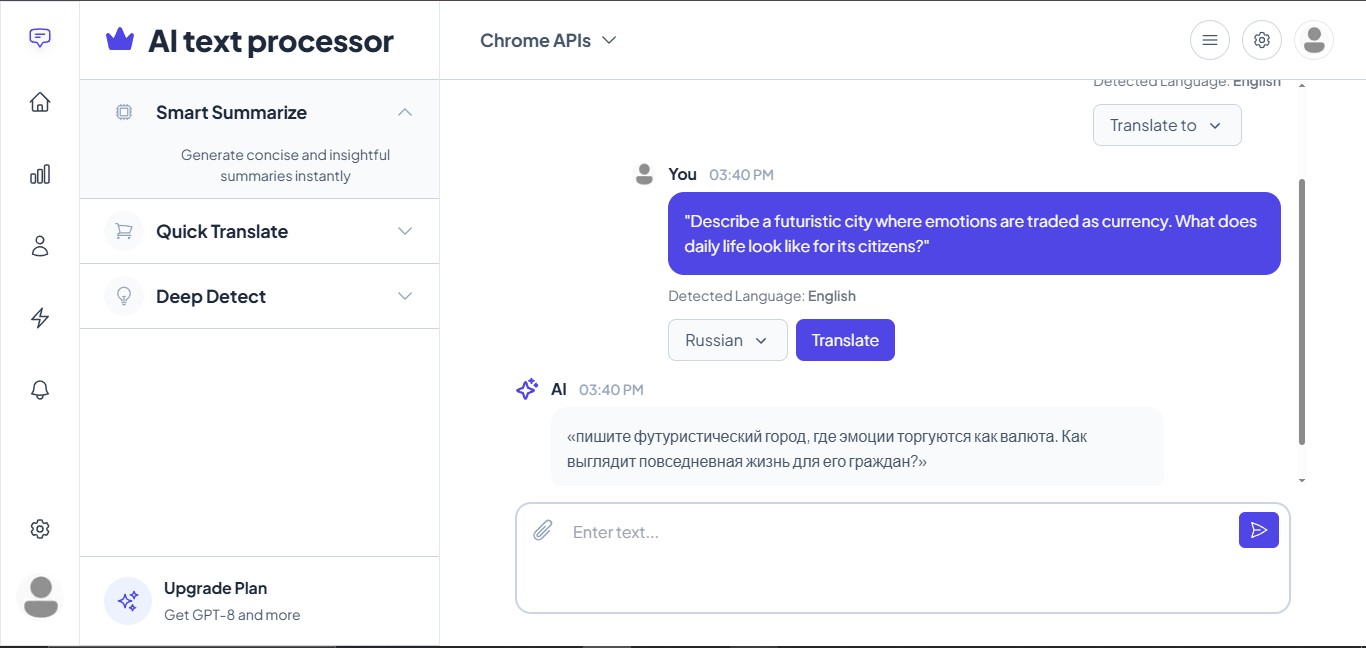 AI text processor
Chrome APIs
Smart Summarize
Generate concise and insightful
summaries instantly
Quick Translate
Deep Detect
Upgrade Plan
Get GPT-8 and more
Detected Language: English
Translate to
You 03:40 PM
"Describe a futuristic city where emotions are traded as currency. What does
daily life look like for its citizens?"
Detected Language: English
Russian Translate
AI 03:40 PM
«пишите футуристический город, где эмоции торгуются как валюта. Как
выглядит повседневная жизнь для его граждан?»
Enter text...